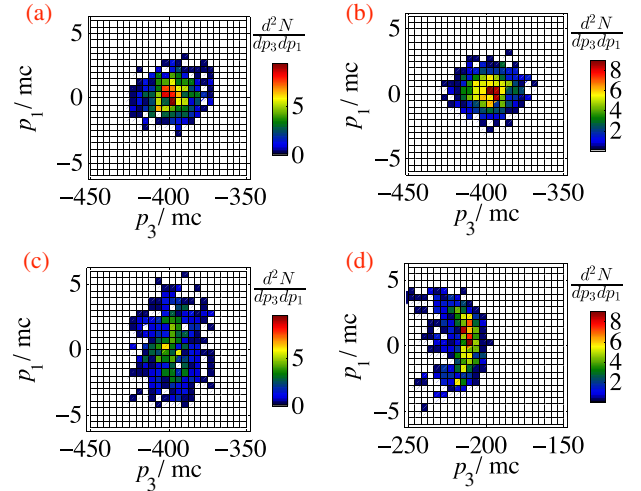 (a)
d²N
dp₃dp₁
5
0
−5
p₁/ mc
5
0
−450 −400 −350
p₃/ mc
(b)
d²N
dp₃dp₁
5
0
−5
p₁/ mc
8
6
4
2
−450 −400 −350
p₃/ mc
(c)
d²N
dp₃dp₁
5
0
−5
p₁/ mc
5
0
−450 −400 −350
p₃/ mc
(d)
d²N
dp₃dp₁
5
0
−5
p₁/ mc
8
6
4
2
−250 −200 −150
p₃/ mc